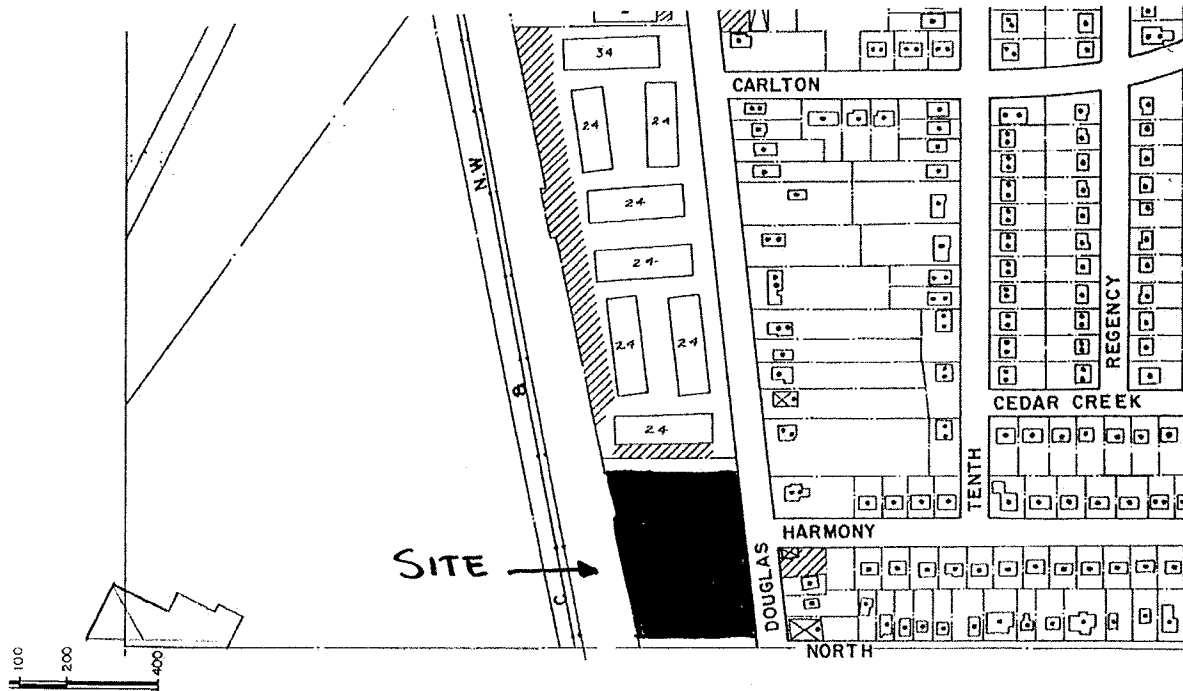 34
CARLTON
24
24
N.W
24
24-
24
24
REGENCY
&
CEDAR CREEK
24
TENTH
HARMONY
SITE
DOUGLAS
C.
NORTH
100
200
400